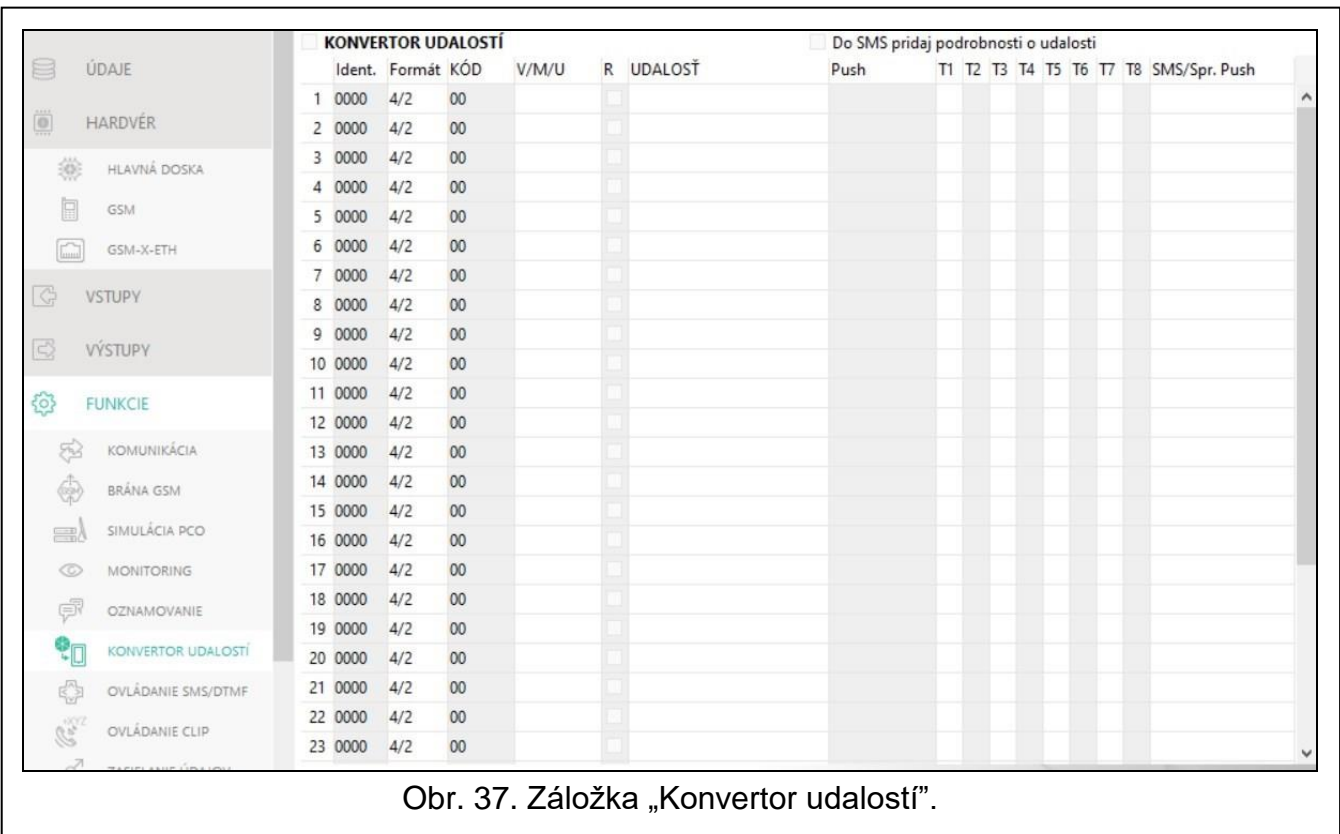 ÚDAJE
HARDVÉR
HLAVNÁ DOSKA
GSM
GSM-X-ETH
VSTUPY
VÝSTUPY
FUNKCIE
KOMUNIKÁCIA
BRÁNA GSM
SIMULÁCIA PCO
MONITORING
OZNAMOVANIE
KONVERTOR UDALOSTÍ
OVLÁDANIE SMS/DTMF
OVLÁDANIE CLIP
KONVERTOR UDALOSTÍ Do SMS pridaj podrobnosti o udalosti
Ident. Formát KÓD V/M/U R UDALOSŤ Push T1 T2 T3 T4 T5 T6 T7 T8 SMS/Spr. Push
1 0000 4/2 00
2 0000 4/2 00
3 0000 4/2 00
4 0000 4/2 00
5 0000 4/2 00
6 0000 4/2 00
7 0000 4/2 00
8 0000 4/2 00
9 0000 4/2 00
10 0000 4/2 00
11 0000 4/2 00
12 0000 4/2 00
13 0000 4/2 00
14 0000 4/2 00
15 0000 4/2 00
16 0000 4/2 00
17 0000 4/2 00
18 0000 4/2 00
19 0000 4/2 00
20 0000 4/2 00
21 0000 4/2 00
22 0000 4/2 00
23 0000 4/2 00
Obr. 37. Záložka „Konvertor udalostí”.